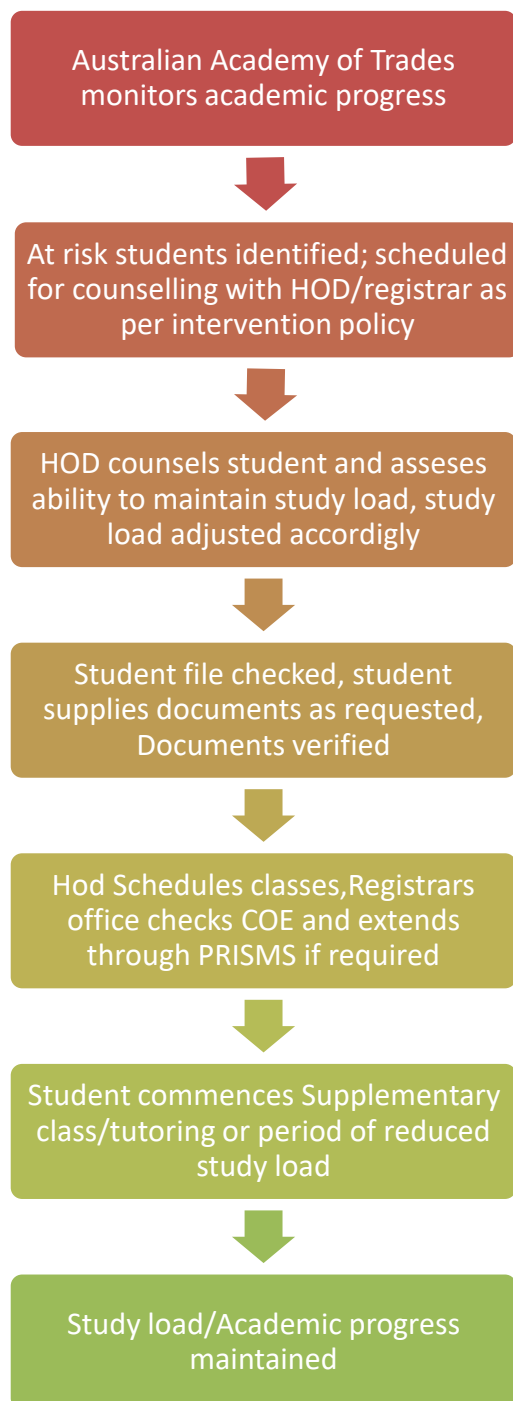 Australian Academy of Trades
monitors academic progress
At risk students identified; scheduled
for counselling with HOD/registrar as
per intervention policy
HOD counsels student and asseses
ability to maintain study load, study
load adjusted accordigly
Student file checked, student
supplies documents as requested,
Documents verified
Hod Schedules classes,Registrars
office checks COE and extends
through PRISMS if required
Student commences Supplementary
class/tutoring or period of reduced
study load
Study load/Academic progress
maintained